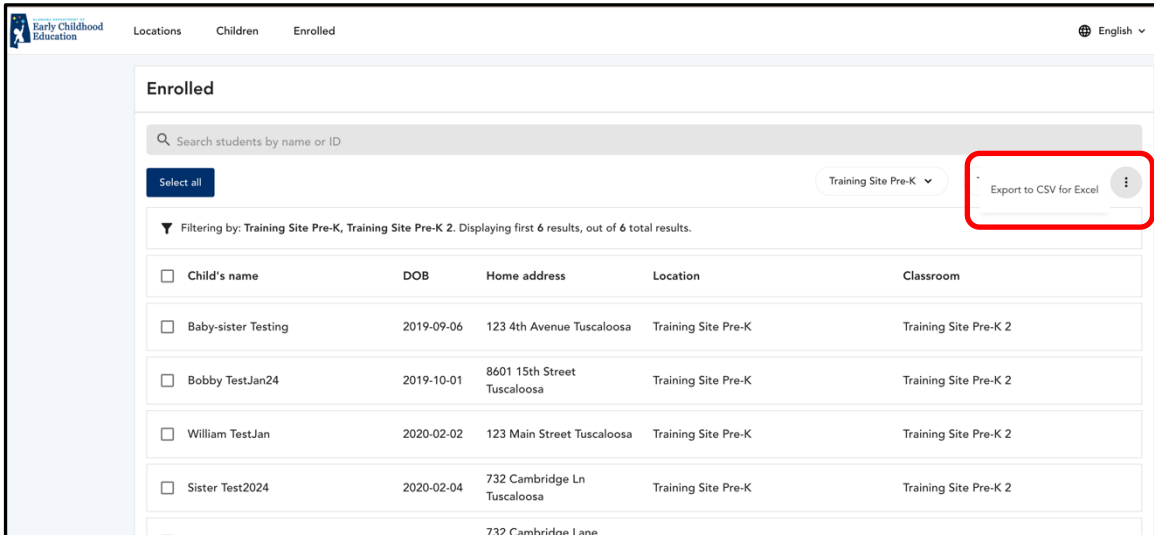 ALABAMA DEPARTMENT OF
Early Childhood
Education
Locations Children Enrolled English
Enrolled
Search students by name or ID
Select all Training Site Pre-K Export to CSV for Excel
Filtering by: Training Site Pre-K, Training Site Pre-K 2. Displaying first 6 results, out of 6 total results.
Child's name DOB Home address Location Classroom
Baby-sister Testing 2019-09-06 123 4th Avenue Tuscaloosa Training Site Pre-K Training Site Pre-K 2
Bobby TestJan24 2019-10-01 8601 15th Street Training Site Pre-K Training Site Pre-K 2
Tuscaloosa
William TestJan 2020-02-02 123 Main Street Tuscaloosa Training Site Pre-K Training Site Pre-K 2
Sister Test2024 2020-02-04 732 Cambridge Ln Training Site Pre-K Training Site Pre-K 2
Tuscaloosa
732 Cambridge Lane